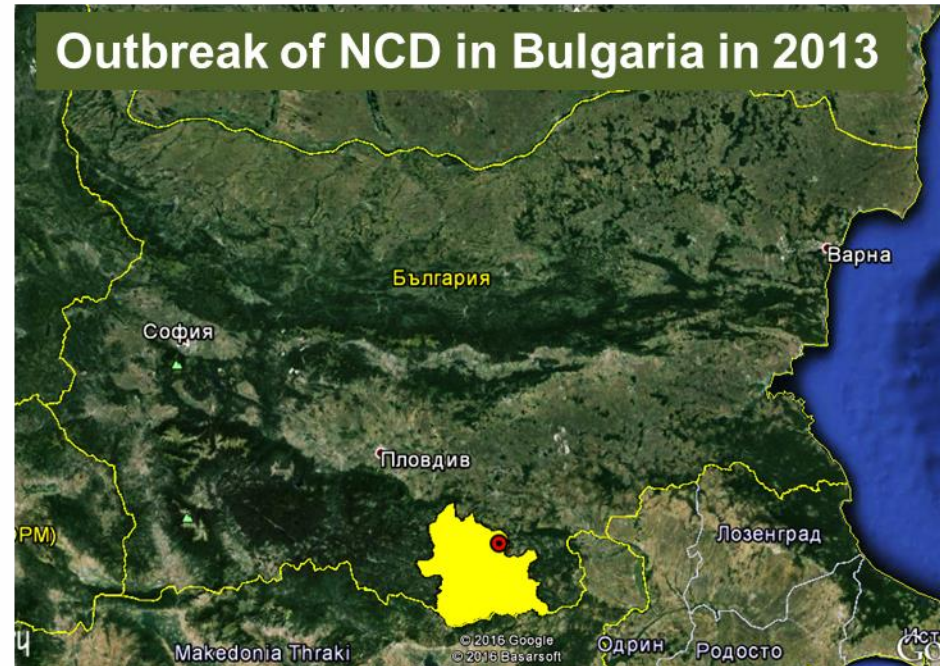 Outbreak of NCD in Bulgaria in 2013
Варна
България
София
Пловдив
РМ)
Лозенград
© 2016 Google
© 2016 Basarsoft
Makedonia Thraki
Одрин
Родосто